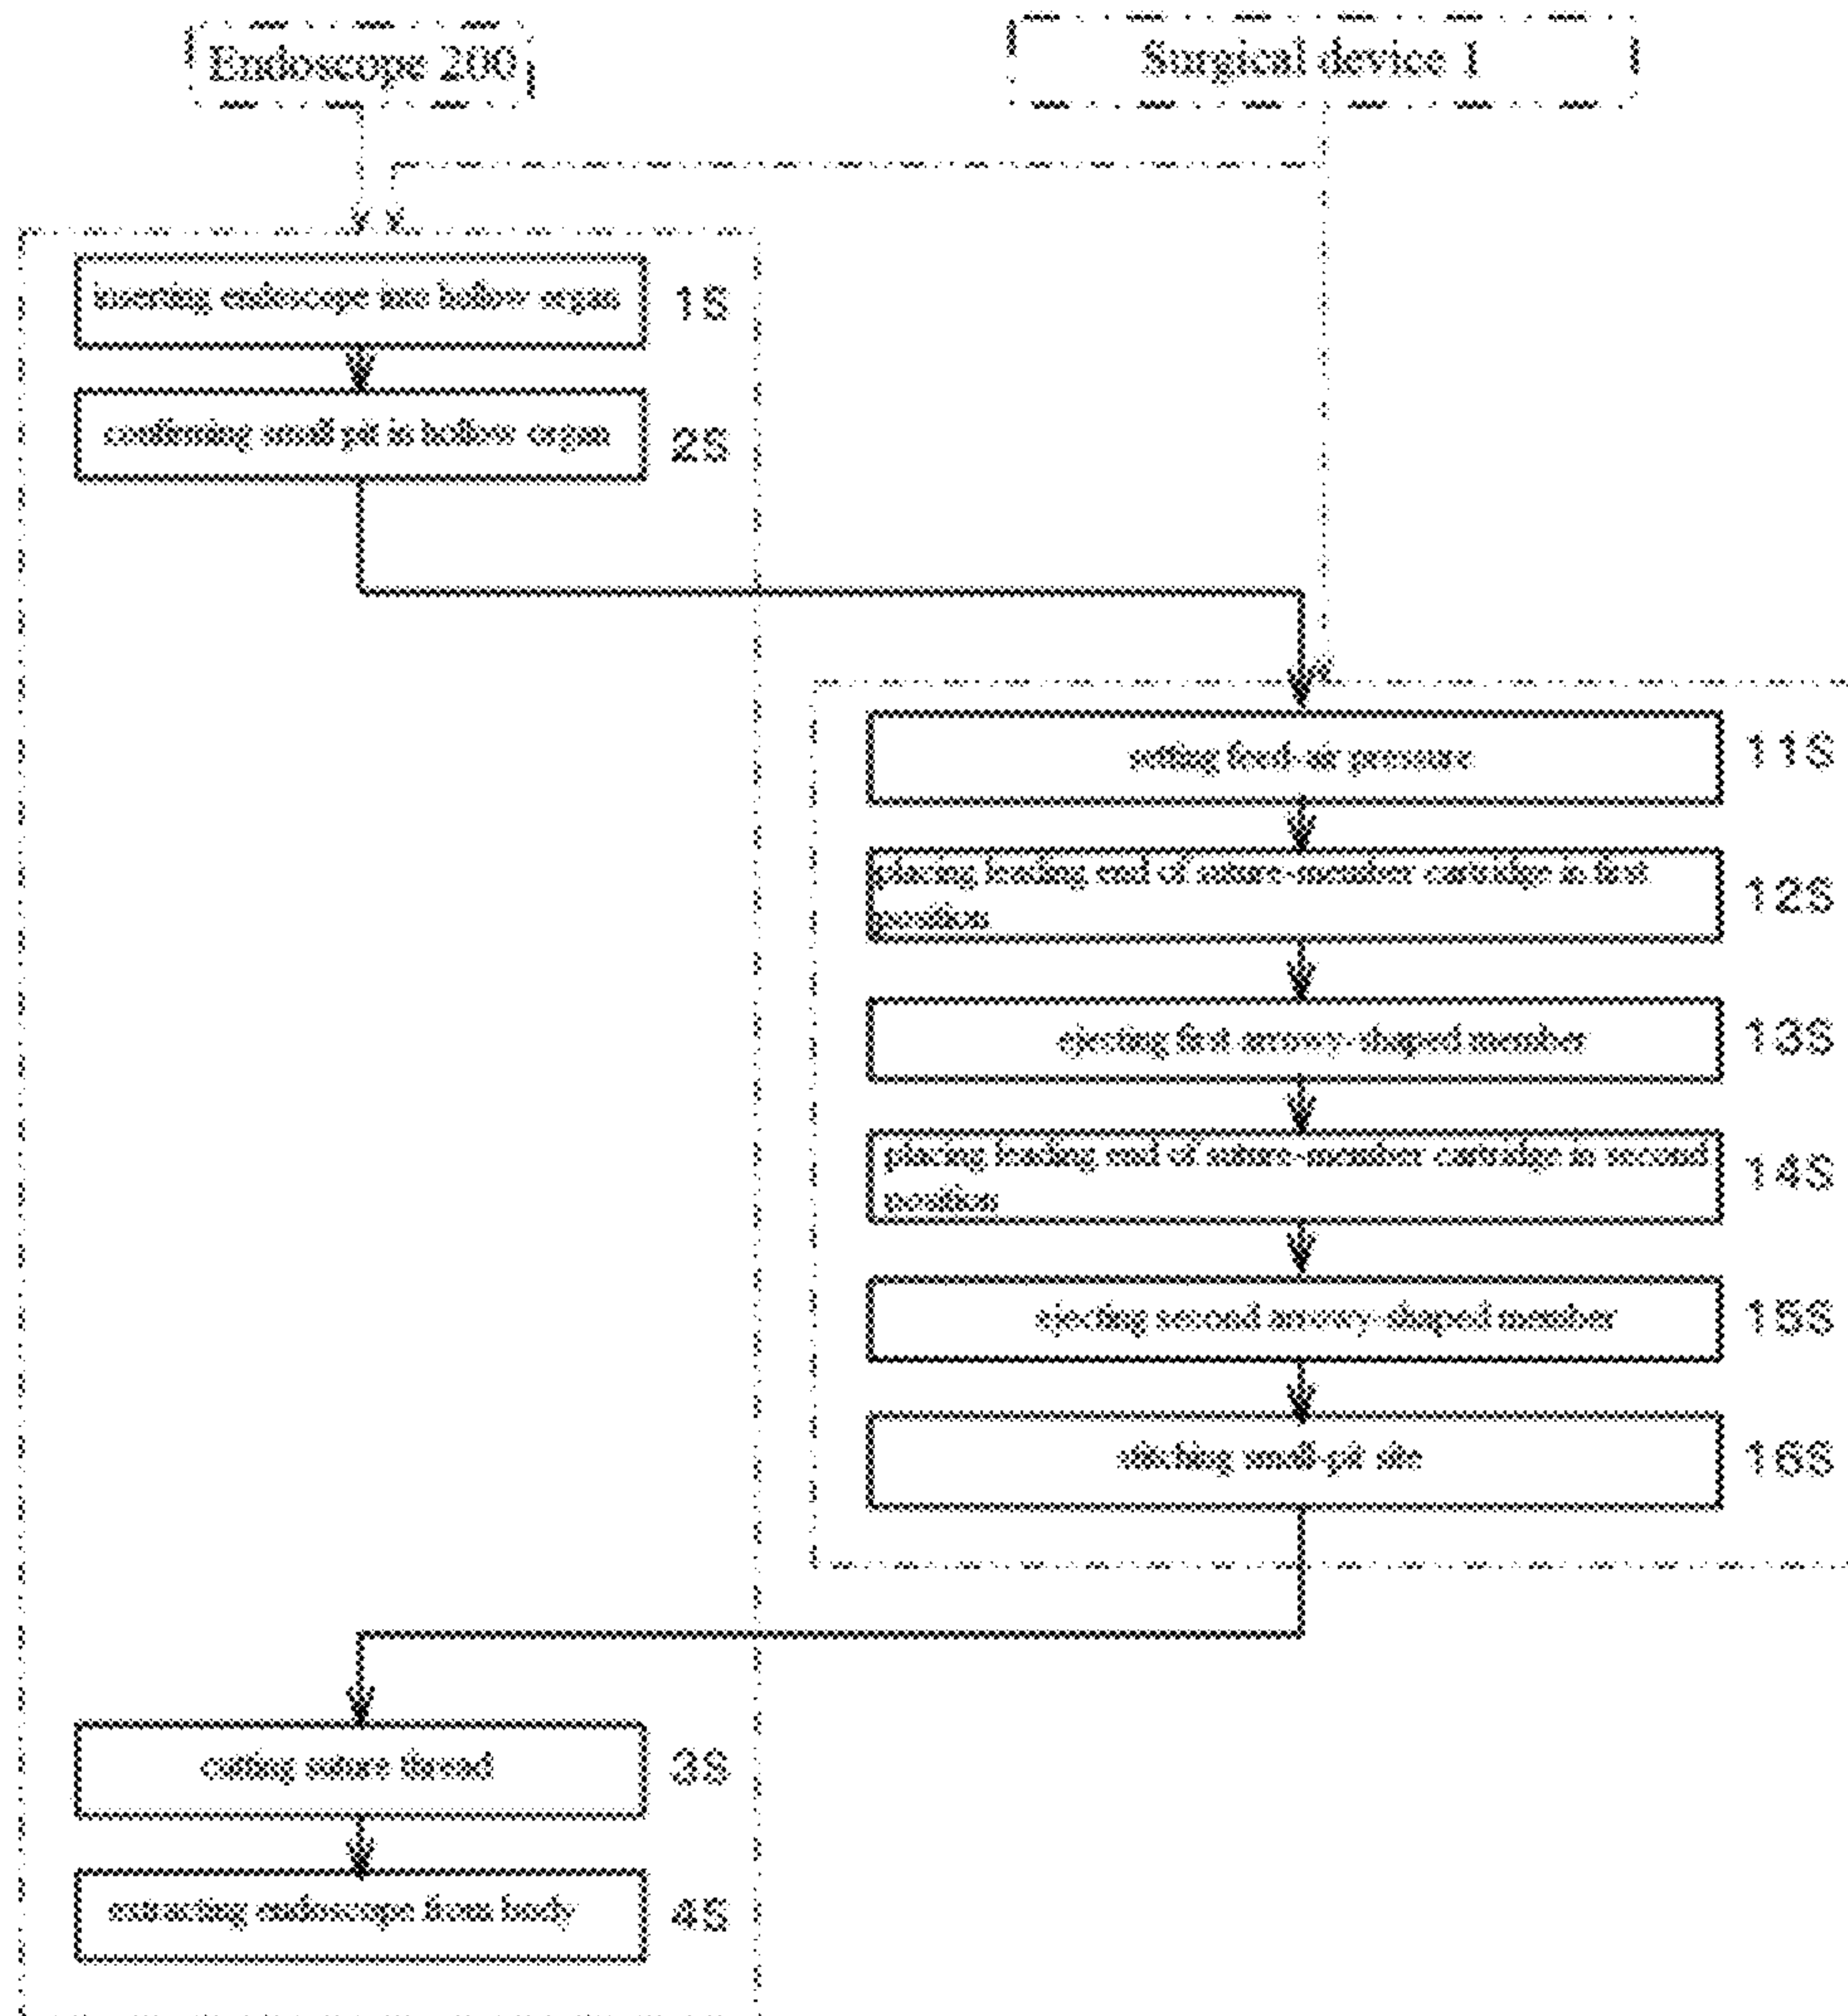 Endoscope 200
Surgical device 1
inserting endoscope into hollow organ
1S
confirming small pit in hollow organ
2S
setting feed-air pressure
11S
placing leading end of suture-member cartridge in first
position
12S
ejecting first arrowy-shaped member
13S
placing leading end of suture-member cartridge in second
position
14S
ejecting second arrowy-shaped member
15S
stitching small-pit site
16S
cutting suture thread
3S
extracting endoscope from body
4S